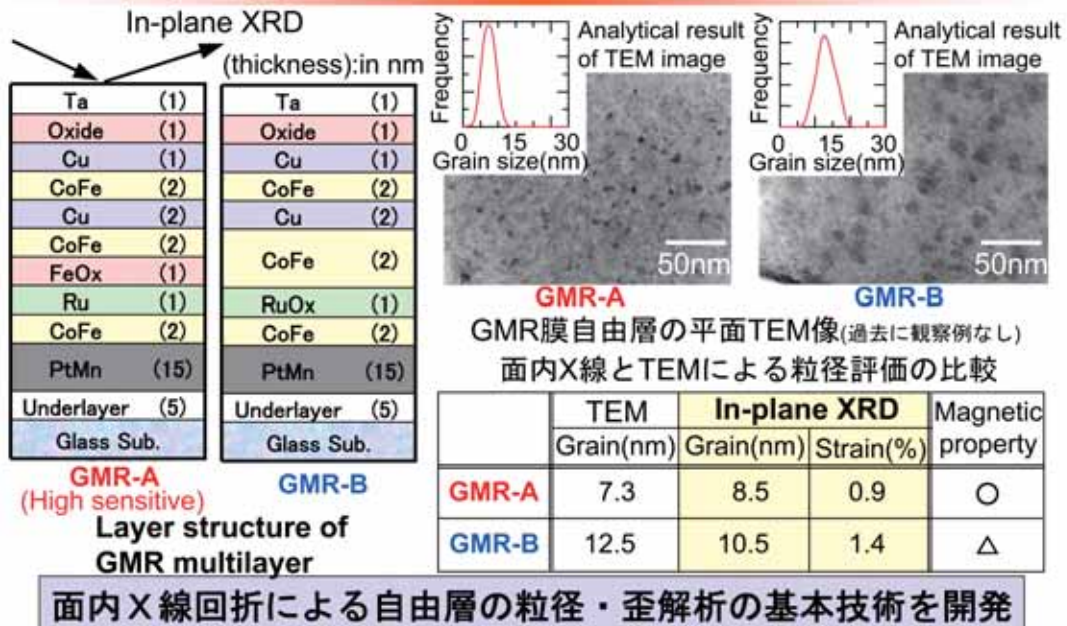 In-plane XRD
(thickness):in nm
Ta (1)
Oxide (1)
Cu (1)
CoFe (2)
Cu (2)
CoFe (2)
FeOx (1)
Ru (1)
CoFe (2)
PtMn (15)
Underlayer (5)
Glass Sub.
GMR-A
(High sensitive)
Ta (1)
Oxide (1)
Cu (1)
CoFe (2)
Cu (2)
CoFe (2)
RuOx (1)
CoFe (2)
PtMn (15)
Underlayer (5)
Glass Sub.
GMR-B
Layer structure of
GMR multilayer
Frequency
0 15 30
Grain size(nm)
Analytical result
of TEM image
50nm
GMR-A
Frequency
0 15 30
Grain size(nm)
Analytical result
of TEM image
50nm
GMR-B
GMR膜自由層の平面TEM像(過去に観察例なし)
面内X線とTEMによる粒径評価の比較
TEM In-plane XRD Magnetic
Grain(nm) Grain(nm) Strain(%) property
GMR-A 7.3 8.5 0.9 ○
GMR-B 12.5 10.5 1.4 △
面内X線回折による自由層の粒径・歪解析の基本技術を開発